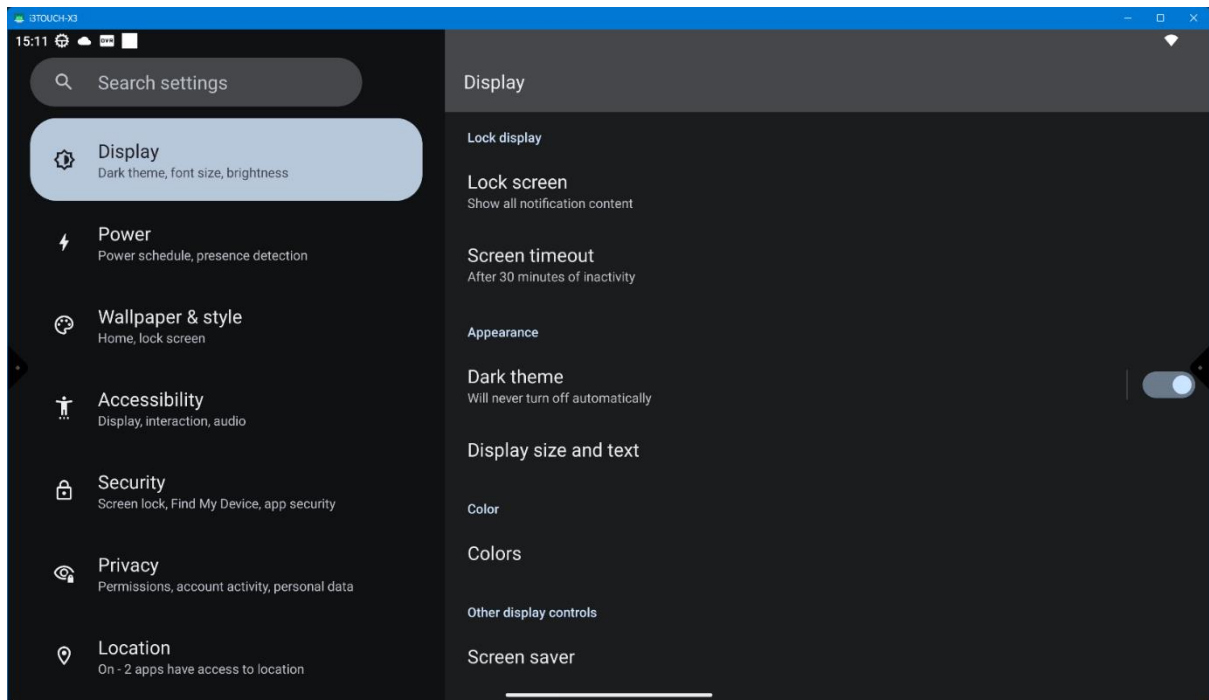 i3TOUCH-X3
15:11
DVR
Search settings
Display
Dark theme, font size, brightness
Power
Power schedule, presence detection
Wallpaper & style
Home, lock screen
Accessibility
Display, interaction, audio
Security
Screen lock, Find My Device, app security
Privacy
Permissions, account activity, personal data
Location
On - 2 apps have access to location
Display
Lock display
Lock screen
Show all notification content
Screen timeout
After 30 minutes of inactivity
Appearance
Dark theme
Will never turn off automatically
Display size and text
Color
Colors
Other display controls
Screen saver